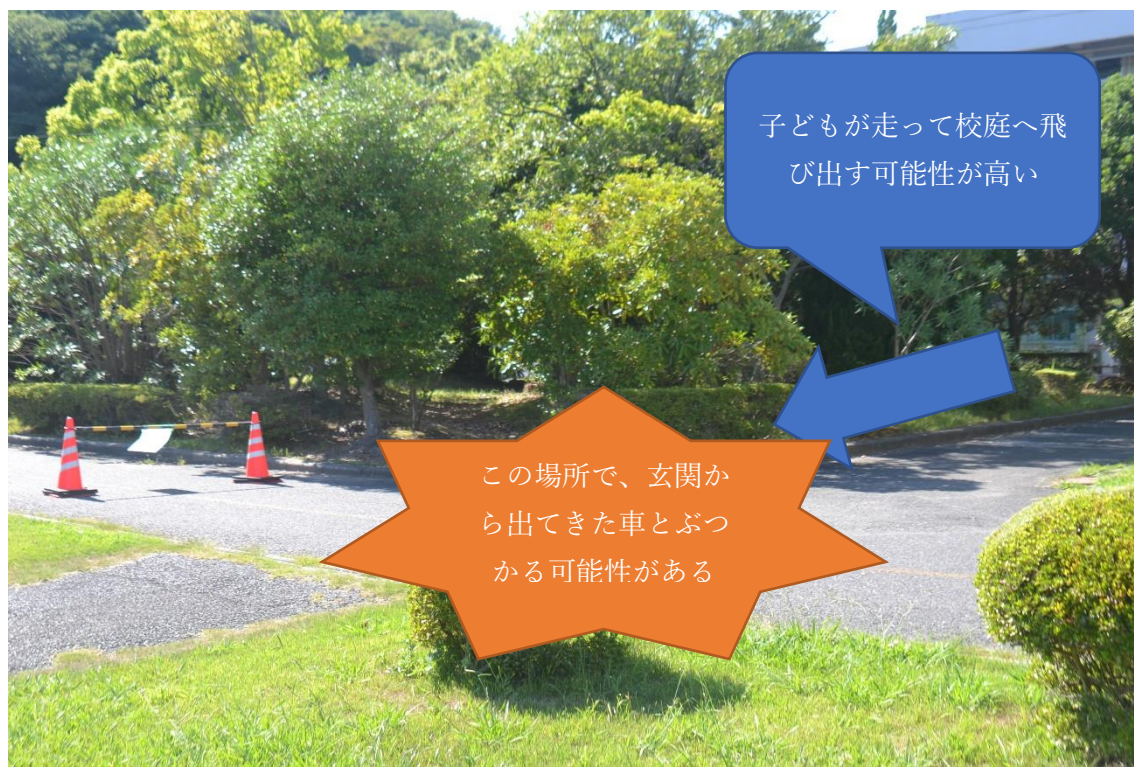 子どもが走って校庭へ飛
び出す可能性が高い
この場所で、玄関か
ら出てきた車とぶつ
かる可能性がある